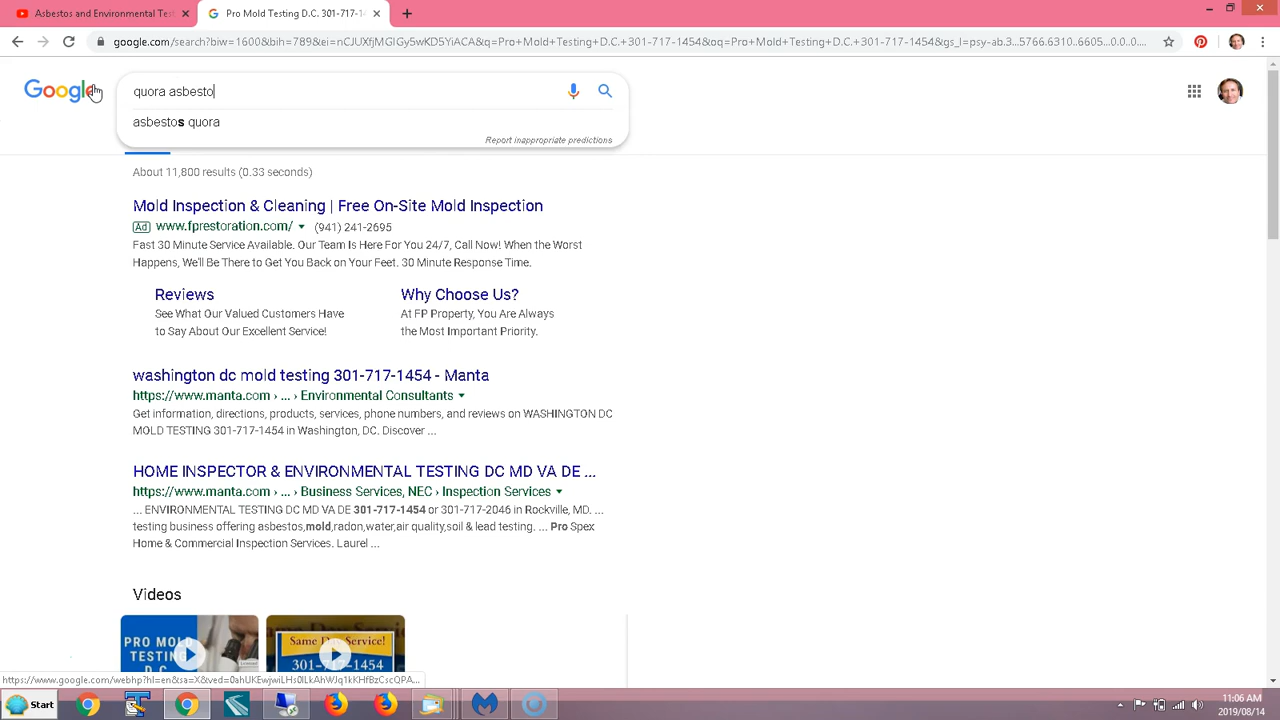 Asbestos and Environmental Tes
Pro Mold Testing D.C. 301-717-1
google.com/search?biw=1600&bih=789&ei=nCJUXfjMGIGy5wKD5YiACA&q=Pro+Mold+Testing+D.C.+301-717-1454&oq=Pro+Mold+Testing+D.C.+301-717-1454&gs_l=psy-ab.3...5766.6310..6605...0.0..0....
Google
quora asbesto
asbestos quora
Report inappropriate predictions
About 11,800 results (0.33 seconds)
Mold Inspection & Cleaning | Free On-Site Mold Inspection
Ad www.fprestoration.com/ (941) 241-2695
Fast 30 Minute Service Available. Our Team Is Here For You 24/7, Call Now! When the Worst
Happens, We'll Be There to Get You Back on Your Feet. 30 Minute Response Time.
Reviews
See What Our Valued Customers Have
to Say About Our Excellent Service!
Why Choose Us?
At FP Property, You Are Always
the Most Important Priority.
washington dc mold testing 301-717-1454 - Manta
https://www.manta.com › ... › Environmental Consultants
Get information, directions, products, services, phone numbers, and reviews on WASHINGTON DC
MOLD TESTING 301-717-1454 in Washington, DC. Discover ...
HOME INSPECTOR & ENVIRONMENTAL TESTING DC MD VA DE ...
https://www.manta.com › ... › Business Services, NEC › Inspection Services
... ENVIRONMENTAL TESTING DC MD VA DE 301-717-1454 or 301-717-2046 in Rockville, MD. ...
testing business offering asbestos,mold,radon,water,air quality,soil & lead testing. ... Pro Spex
Home & Commercial Inspection Services. Laurel ...
Videos
PRO MOLD
TESTING
D.C.
Same Day Service!
301-717-1454
Start
11:06 AM
2019/08/14